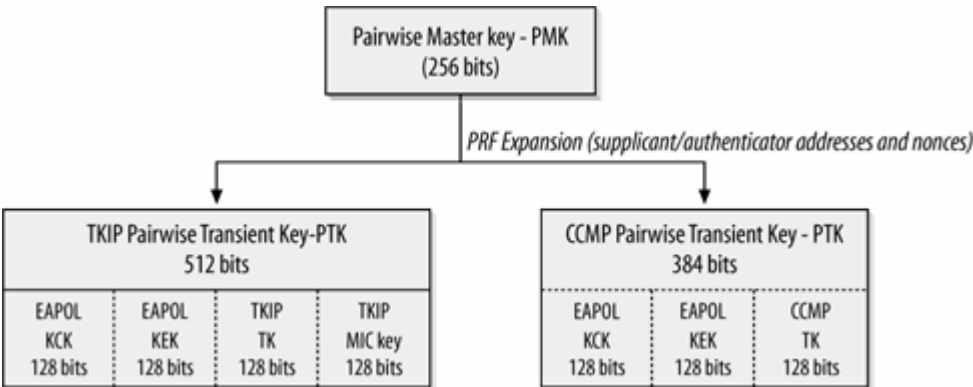 Pairwise Master key - PMK
(256 bits)
PRF Expansion (supplicant/authenticator addresses and nonces)
TKIP Pairwise Transient Key-PTK
512 bits
EAPOL
KCK
128 bits
EAPOL
KEK
128 bits
TKIP
TK
128 bits
TKIP
MIC key
128 bits
CCMP Pairwise Transient Key - PTK
384 bits
EAPOL
KCK
128 bits
EAPOL
KEK
128 bits
CCMP
TK
128 bits